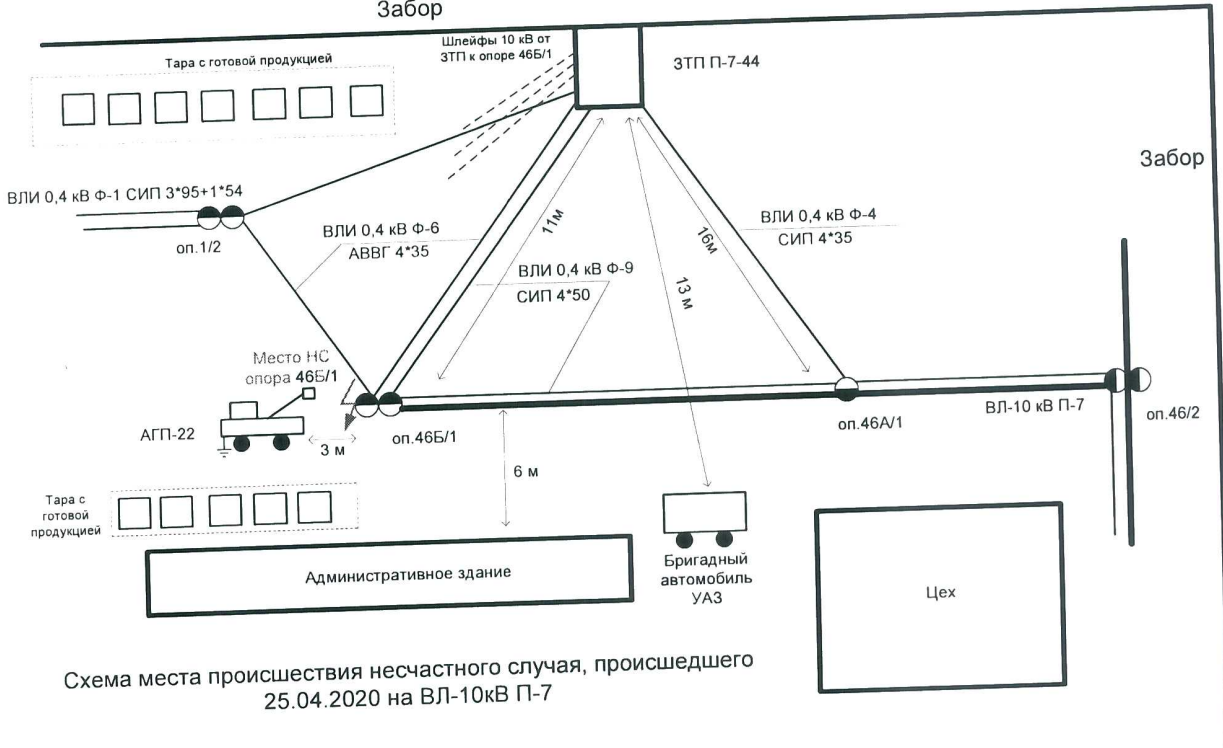 Забор
Шлейфы 10 кВ от
ЗТП к опоре 46Б/1
ЗТП П-7-44
Тара с готовой продукцией
Забор
ВЛИ 0,4 кВ Ф-1 СИП 3*95+1*54
оп.1/2
ВЛИ 0,4 кВ Ф-6
АВВГ 4*35
11м
ВЛИ 0,4 кВ Ф-9
СИП 4*50
13 м
16м
ВЛИ 0,4 кВ Ф-4
СИП 4*35
Место НС
опора 46Б/1
АГП-22
3 м
оп.46Б/1
6 м
оп.46А/1
ВЛ-10 кВ П-7
оп.46/2
Тара с
готовой
продукцией
Административное здание
Бригадный
автомобиль
УАЗ
Цех
Схема места происшествия несчастного случая, происшедшего
25.04.2020 на ВЛ-10кВ П-7